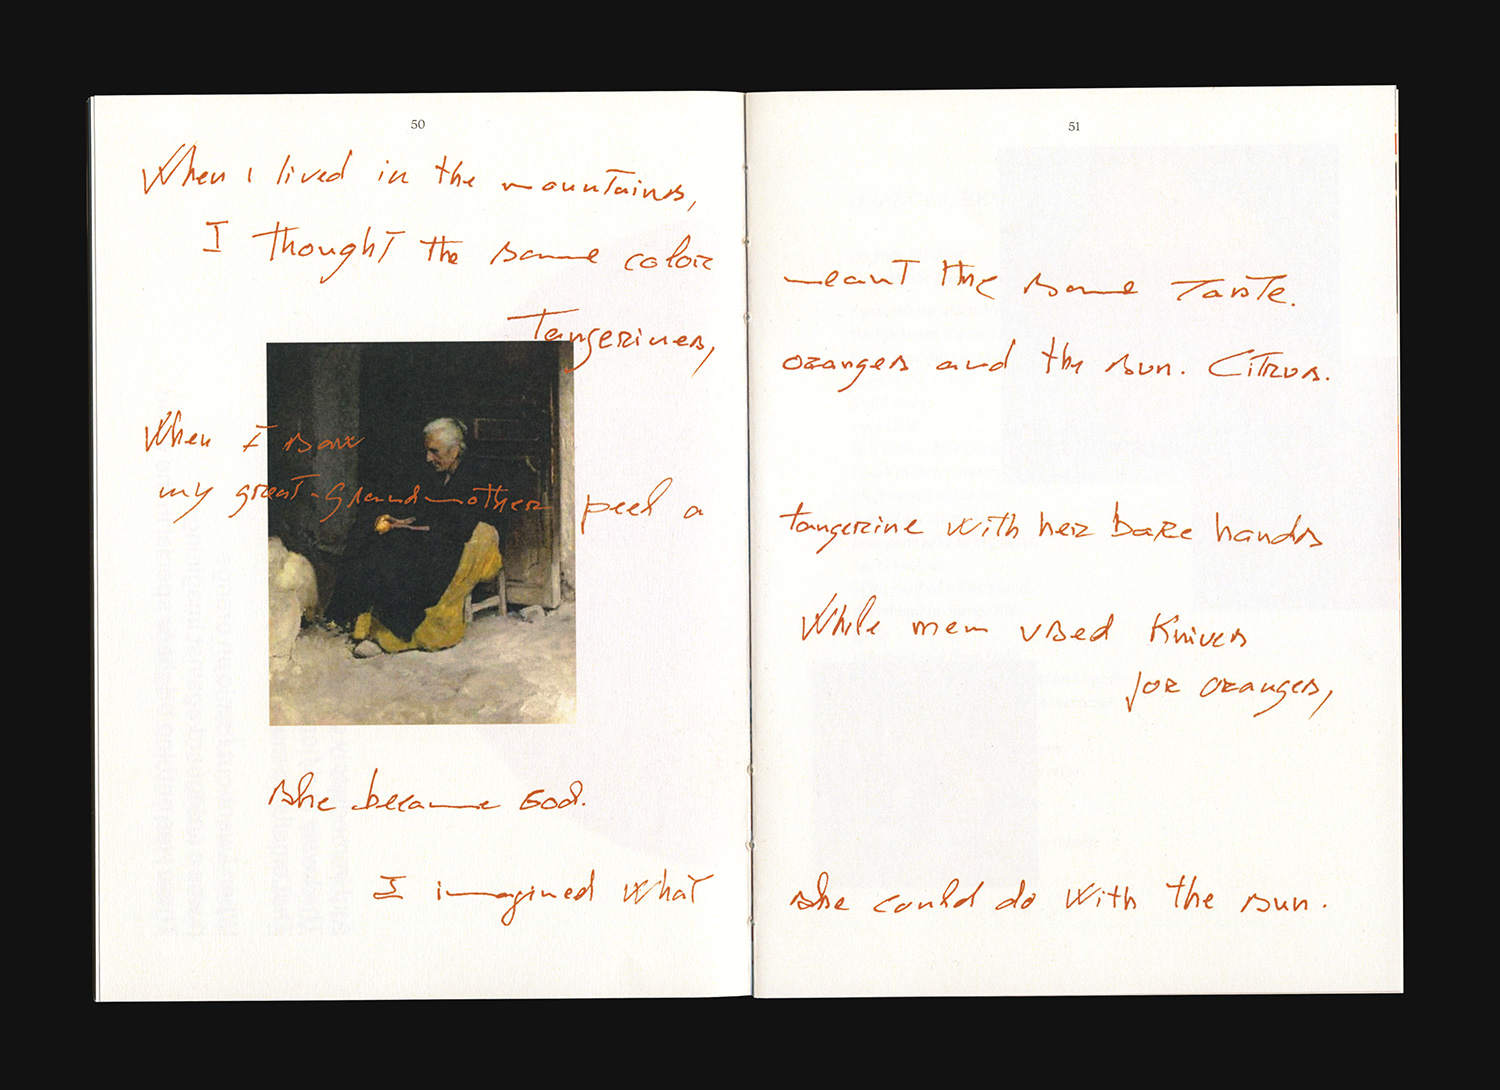 50 51
When I lived in the mountains,
I thought the same color meant the same taste.
Tangerines, oranges and the sun. Citrus.
When I saw
my great-grandmother peel a tangerine with her bare hands
While men used knives
for oranges,
she became God.
I imagined what she could do with the sun.